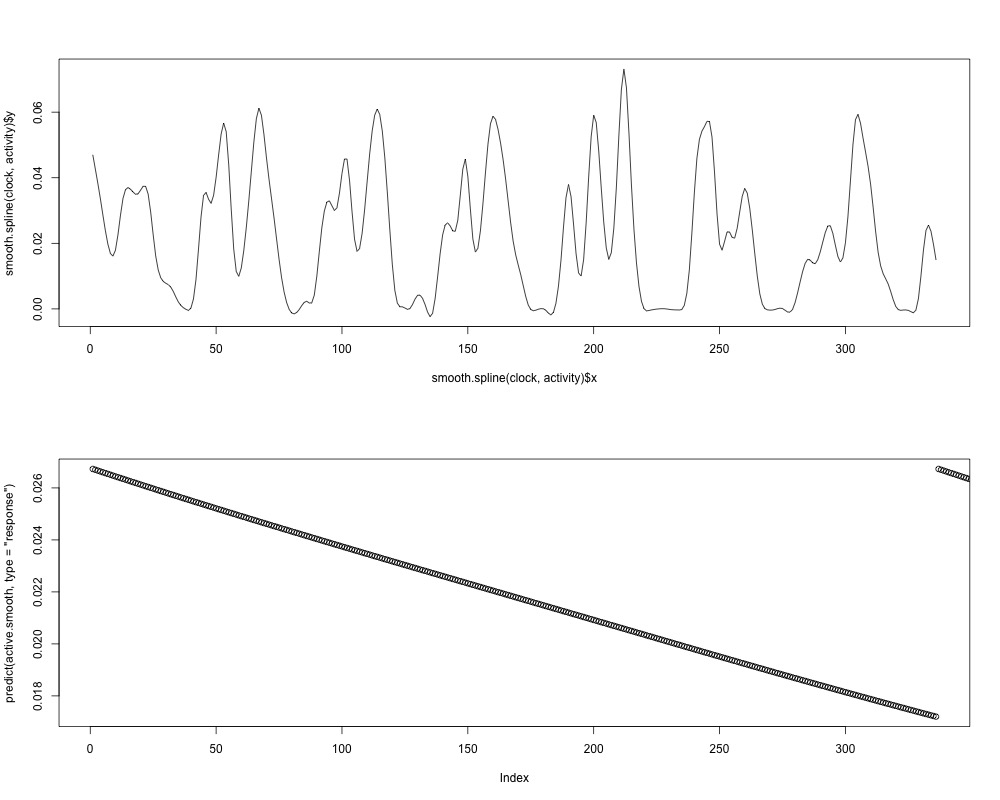 smooth.spline(clock, activity)$y
0.00 0.02 0.04 0.06
0 50 100 150 200 250 300
smooth.spline(clock, activity)$x
predict(active.smooth, type = "response")
0.018 0.020 0.022 0.024 0.026
0 50 100 150 200 250 300
Index